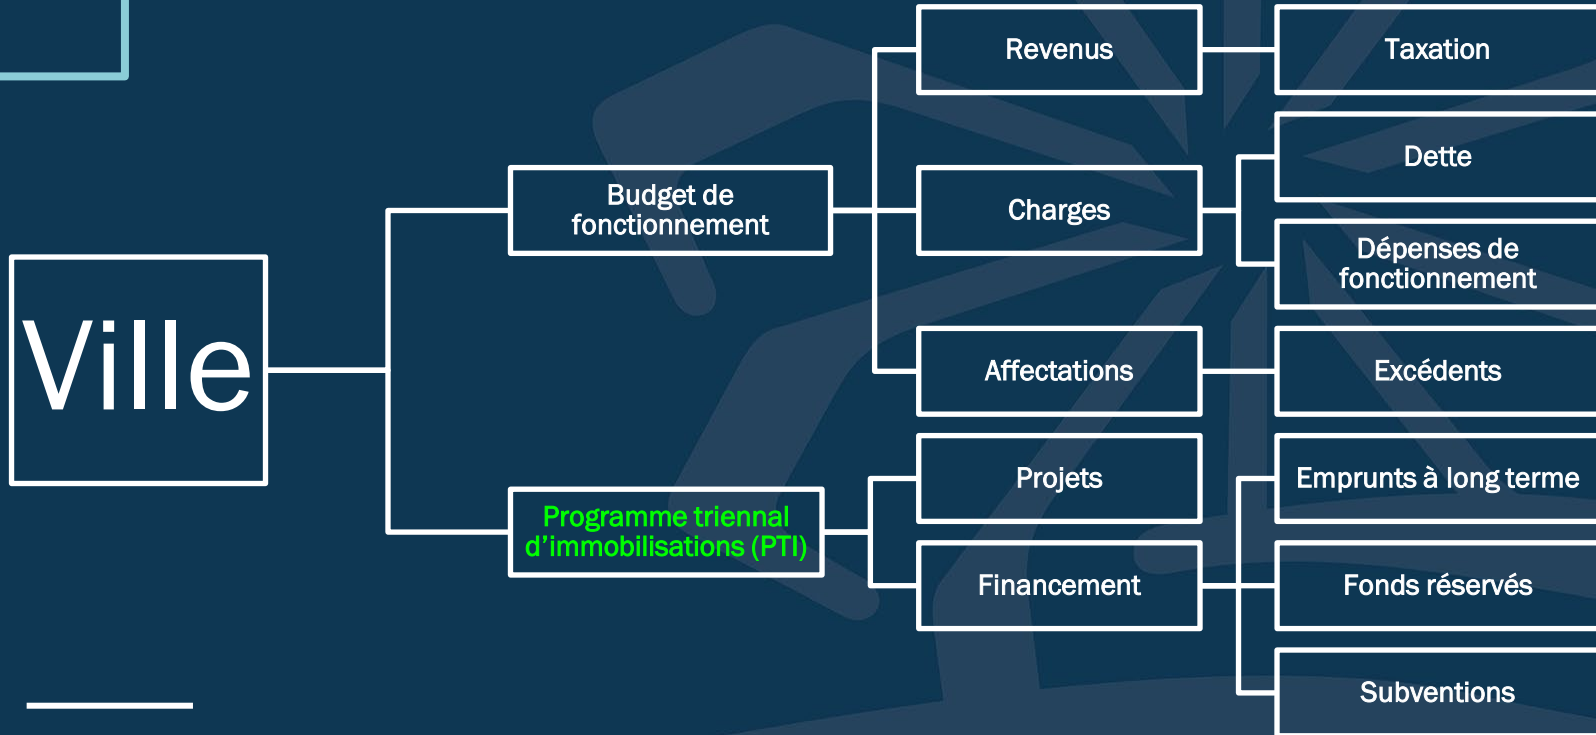 Ville
Budget de
fonctionnement
Revenus
Taxation
Charges
Dette
Dépenses de
fonctionnement
Affectations
Excédents
Programme triennal
d’immobilisations (PTI)
Projets
Financement
Emprunts à long terme
Fonds réservés
Subventions